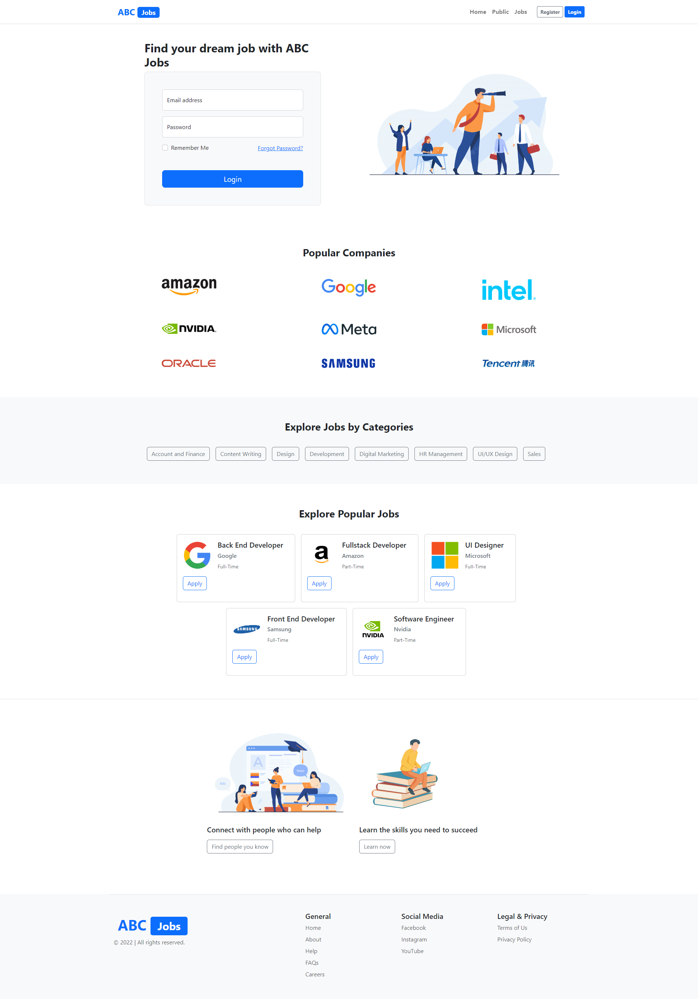 ABC Jobs
Home Public Jobs Register Login
Find your dream job with ABC
Jobs
Email address
Password
Remember Me Forgot Password?
Login
Popular Companies
amazon Google intel®
NVIDIA. Meta Microsoft
ORACLE SAMSUNG Tencent 腾讯
Explore Jobs by Categories
Account and Finance Content Writing Design Development Digital Marketing HR Management UI/UX Design Sales
Explore Popular Jobs
Back End Developer
Google
Full-Time
Apply
a
Fullstack Developer
Amazon
Part-Time
Apply
UI Designer
Microsoft
Full-Time
Apply
SAMSUNG
Front End Developer
Samsung
Full-Time
Apply
NVIDIA
Software Engineer
Nvidia
Part-Time
Apply
A
Bonjour
Hello
Connect with people who can help
Find people you know
Learn the skills you need to succeed
Learn now
ABC Jobs
© 2022 | All rights reserved.
General
Home
About
Help
FAQs
Careers
Social Media
Facebook
Instagram
YouTube
Legal & Privacy
Terms of Us
Privacy Policy